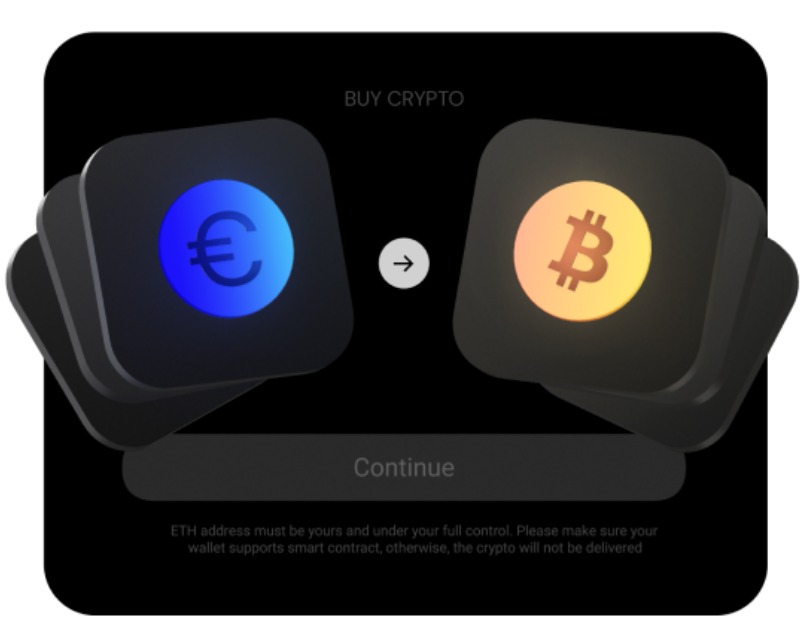 BUY CRYPTO
€
₿
Continue
ETH address must be yours and under your full control. Please make sure your
wallet supports smart contract, otherwise, the crypto will not be delivered